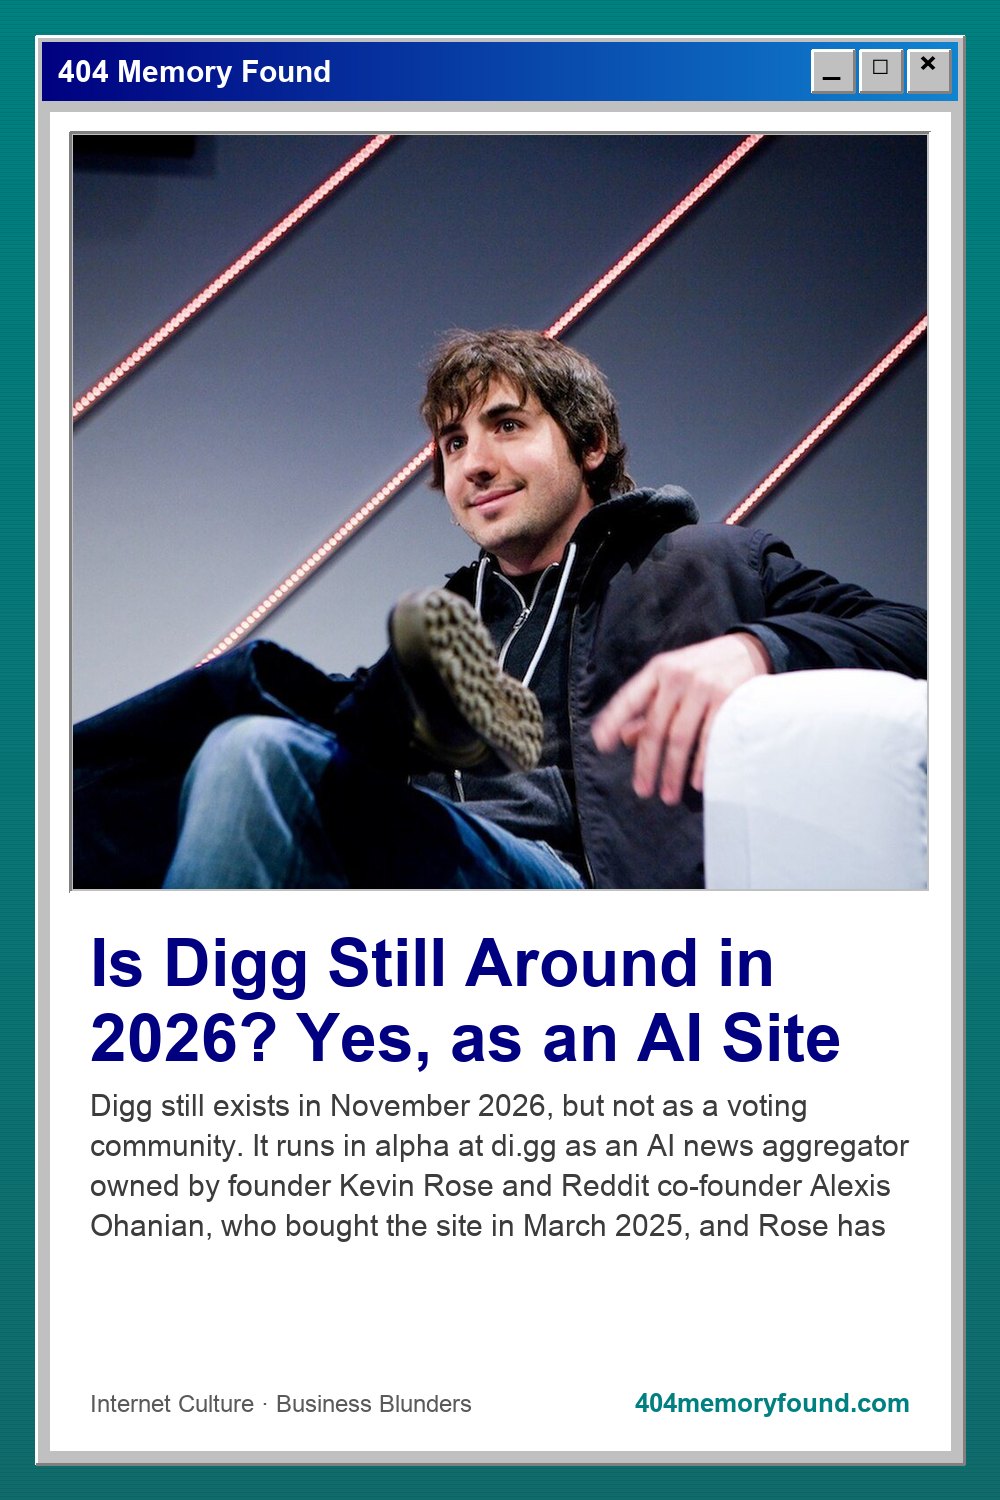 404 Memory Found
Is Digg Still Around in
2026? Yes, as an AI Site
Digg still exists in November 2026, but not as a voting
community. It runs in alpha at di.gg as an AI news aggregator
owned by founder Kevin Rose and Reddit co-founder Alexis
Ohanian, who bought the site in March 2025, and Rose has
Internet Culture · Business Blunders
404memoryfound.com